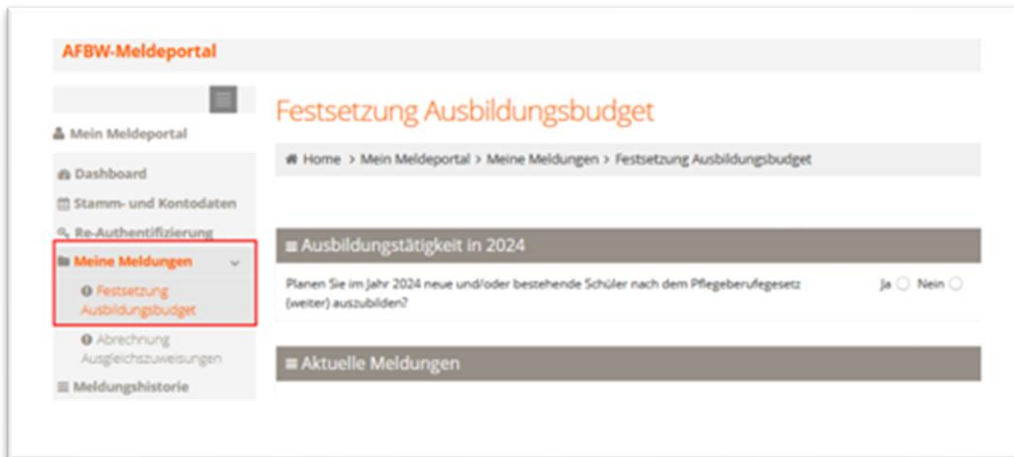 AFBW-Meldeportal
Mein Meldeportal
Dashboard
Stamm- und Kontodaten
Re-Authentifizierung
Meine Meldungen
Festsetzung
Ausbildungsbudget
Abrechnung
Ausgleichszuweisungen
Meldungshistorie
Festsetzung Ausbildungsbudget
Home > Mein Meldeportal > Meine Meldungen > Festsetzung Ausbildungsbudget
Ausbildungstätigkeit in 2024
Planen Sie im Jahr 2024 neue und/oder bestehende Schüler nach dem Pflegeberufegesetz Ja Nein
(weiter) auszubilden?
Aktuelle Meldungen